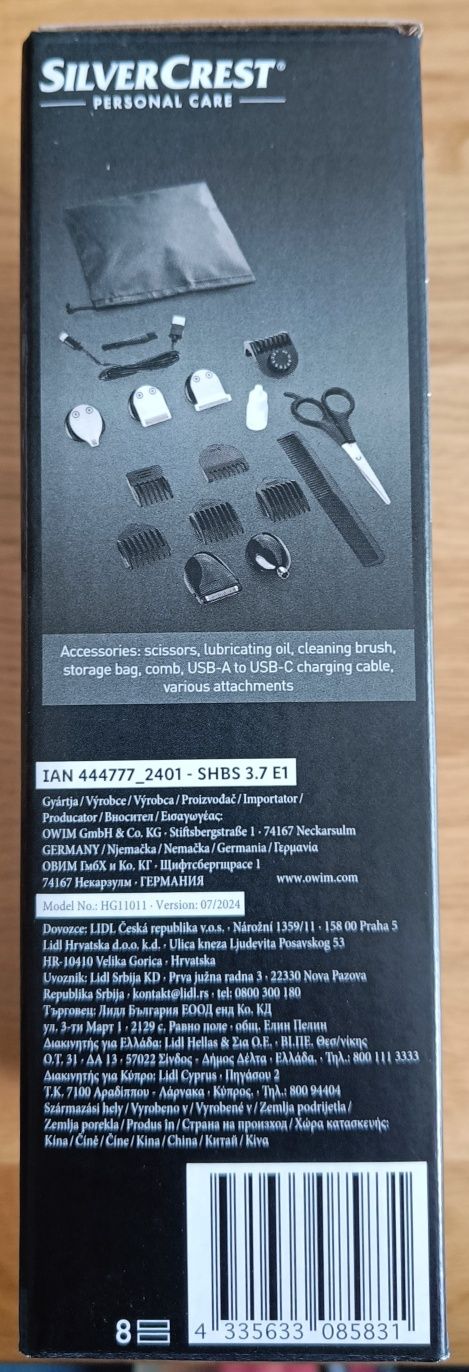 SILVERCREST®
PERSONAL CARE
Accessories: scissors, lubricating oil, cleaning brush,
storage bag, comb, USB-A to USB-C charging cable,
various attachments
IAN 444777_2401 - SHBS 3.7 E1
Gyártja / Výrobce / Výrobca / Proizvođač / Importator /
Producator / Вносител / Εισαγωγέας:
OWIM GmbH & Co. KG · Stiftsbergstraße 1 · 74167 Neckarsulm
GERMANY / Njemačka / Nemačka / Germania / Γερμανία
ОВИМ ГмбХ и Ко. КГ · Щифтсбергщрасе 1
74167 Некарзулм · ГЕРМАНИЯ www.owim.com
Model No.: HG11011 · Version: 07/2024
Dovozce: LIDL Česká republika v.o.s. · Nárožní 1359/11 · 158 00 Praha 5
Lidl Hrvatska d.o.o. k.d. · Ulica kneza Ljudevita Posavskog 53
HR-10410 Velika Gorica · Hrvatska
Uvoznik: Lidl Srbija KD · Prva južna radna 3 · 22330 Nova Pazova
Republika Srbija · kontakt@lidl.rs · tel: 0800 300 180
Търговец: Лидл България ЕООД енд Ко. КД
ул. 3-ти Март 1 · 2129 с. Равно поле · общ. Елин Пелин
Διακινητής για Ελλάδα: Lidl Hellas & Σια Ο.Ε. · ΒΙ.ΠΕ. Θεσ/νίκης
Ο.Τ. 31 · ΔΑ 13 · 57022 Σίνδος · Δήμος Δέλτα · Ελλάδα, · Τηλ.: 800 111 3333
Διακινητής για Κύπρο: Lidl Cyprus · Πηγάσου 2
Τ.Κ. 7100 Αραδίππου · Λάρνακα · Κύπρος, · Τηλ.: 800 94404
Származási hely / Vyrobeno v / Vyrobené v / Zemlja podrijetla /
Zemlja porekla / Produs în / Страна на произход / Χώρα κατασκευής:
Kína / Číně / Číne / Kina / China / Китай / Κίνα
8
4 335633 085831